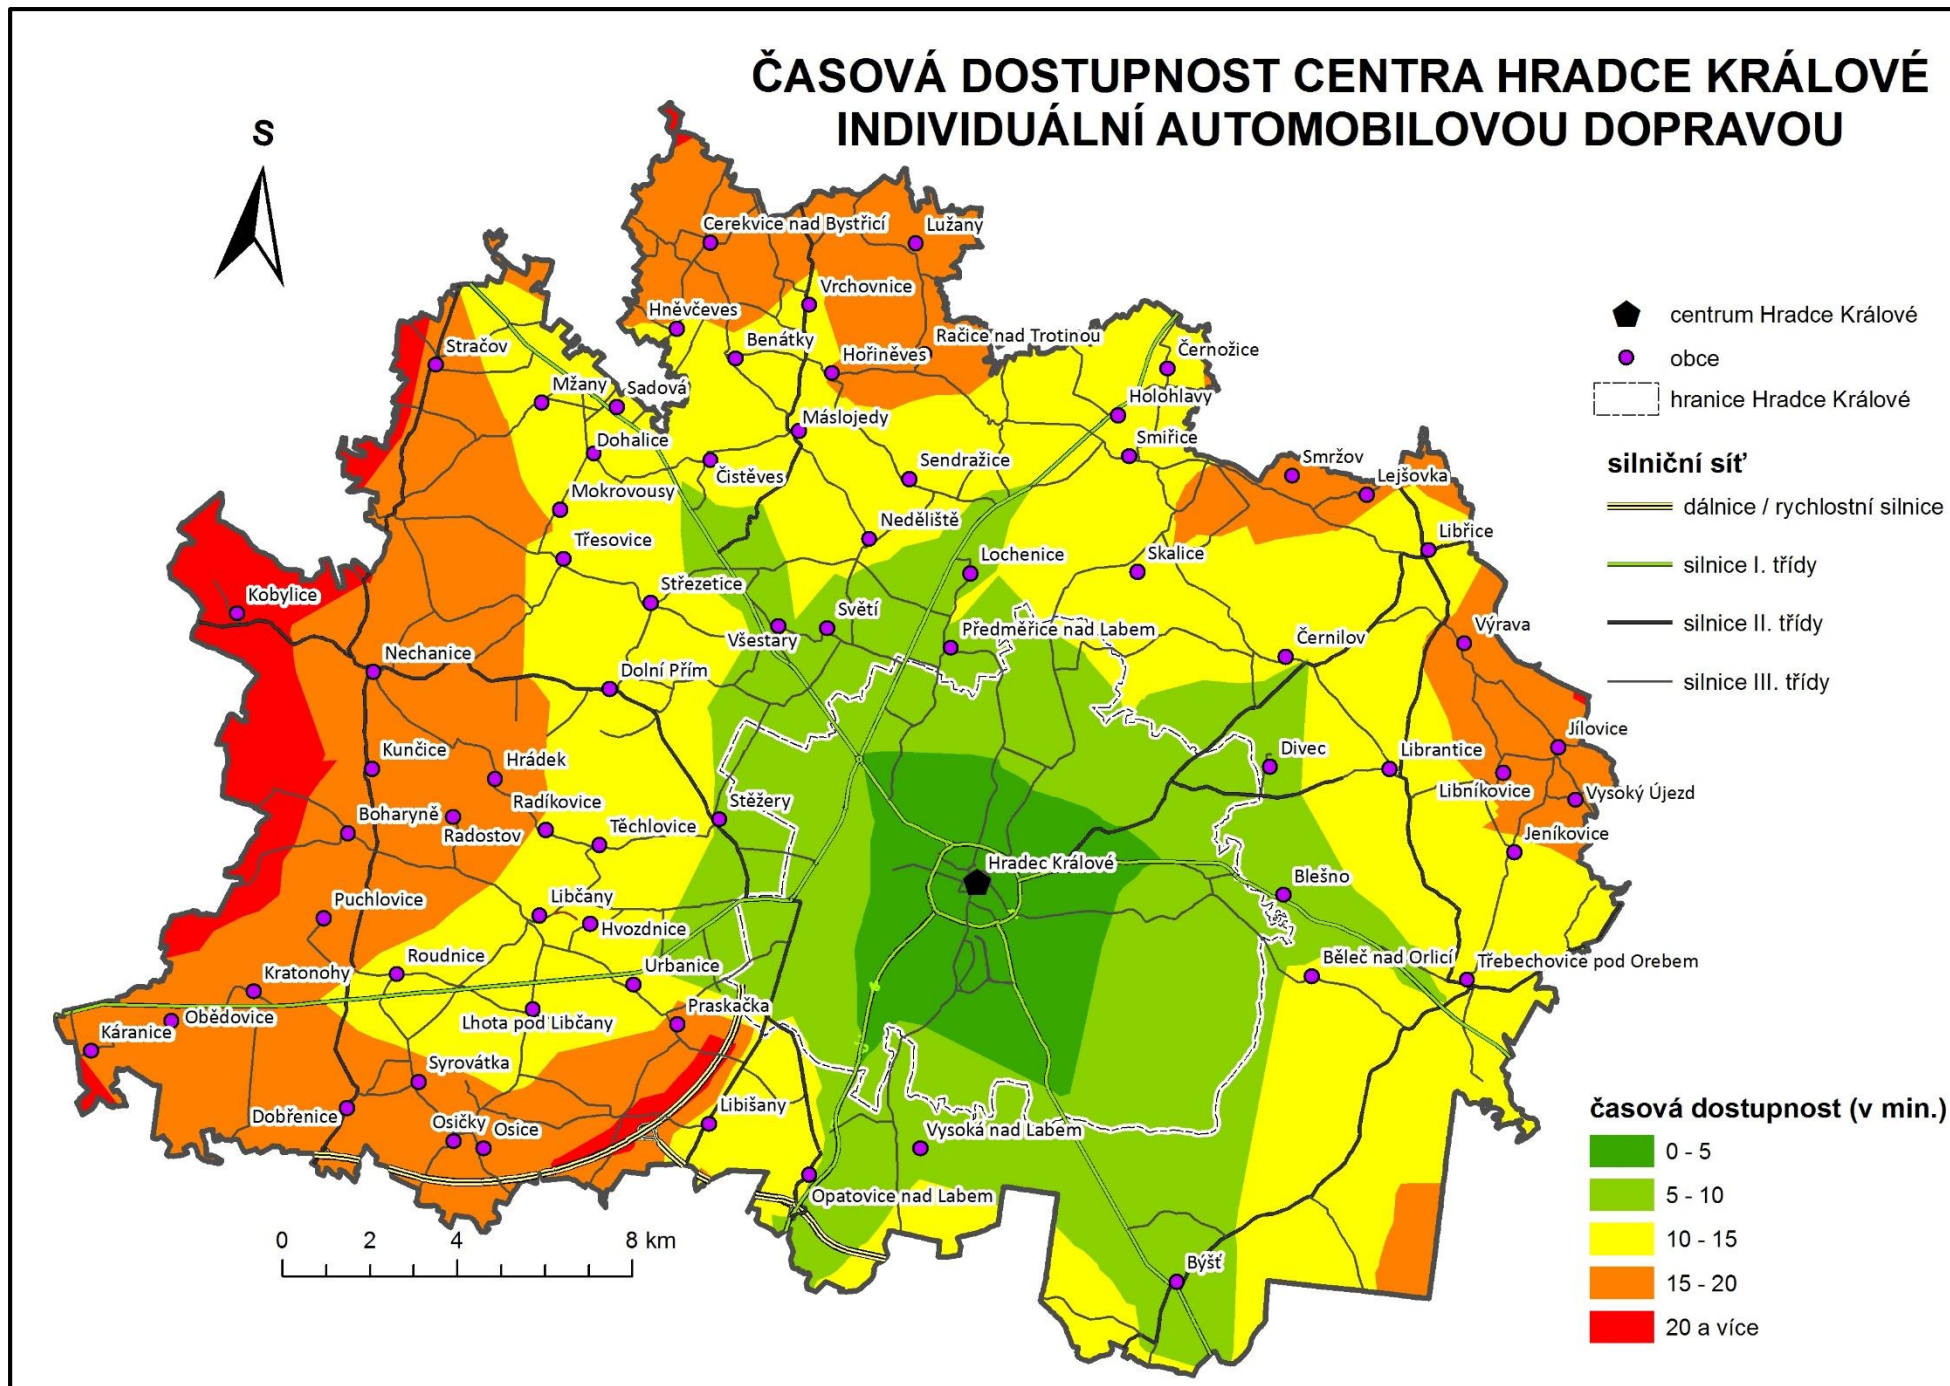 ČASOVÁ DOSTUPNOST CENTRA HRADCE KRÁLOVÉ
INDIVIDUÁLNÍ AUTOMOBILOVOU DOPRAVOU
S
Cerekvice nad Bystřicí
Lužany
Vrchovnice
Hněvčeves
Benátky
Račice nad Trotinou
Hořiněves
Stračov
Mžany
Sadová
Černožice
Holohlavy
Máslojedy
Dohalice
Čistěves
Sendražice
Smiřice
Smržov
Lejšovka
Mokrovousy
Neděliště
Třesovice
Lochenice
Skalice
Libřice
Kobylice
Střezetice
Světí
Všestary
Předměřice nad Labem
Výrava
Nechanice
Dolní Přím
Černilov
Kunčice
Hrádek
Divec
Librantice
Jílovice
Libníkovice
Vysoký Újezd
Boharyně
Radostov
Radíkovice
Těchlovice
Stěžery
Jeníkovice
Hradec Králové
Blešno
Puchlovice
Libčany
Hvozdnice
Roudnice
Kratonohy
Urbanice
Běleč nad Orlicí
Třebechovice pod Orebem
Obědovice
Lhota pod Libčany
Praskačka
Káranice
Syrovátka
Dobřenice
Osičky
Osice
Libišany
Vysoká nad Labem
Opatovice nad Labem
Býšť
0 2 4 8 km
centrum Hradce Králové
obce
hranice Hradce Králové
silniční síť
dálnice / rychlostní silnice
silnice I. třídy
silnice II. třídy
silnice III. třídy
časová dostupnost (v min.)
0 - 5
5 - 10
10 - 15
15 - 20
20 a více